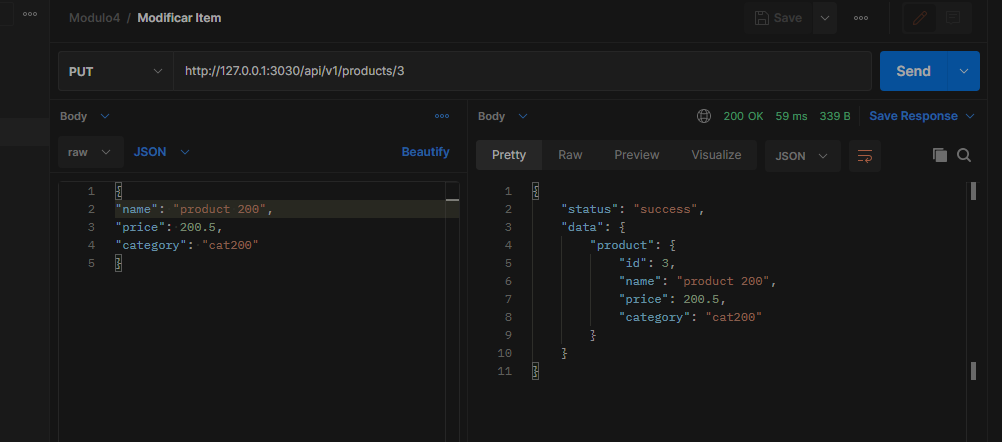 Modulo4 / Modificar Item
Save
PUT
http://127.0.0.1:3030/api/v1/products/3
Send
Body
raw
JSON
Beautify
1 {
2 "name": "product 200",
3 "price": 200.5,
4 "category": "cat200"
5 }
Body
200 OK 59 ms 339 B Save Response
Pretty Raw Preview Visualize JSON
1 {
2 "status": "success",
3 "data": {
4 "product": {
5 "id": 3,
6 "name": "product 200",
7 "price": 200.5,
8 "category": "cat200"
9 }
10 }
11 }